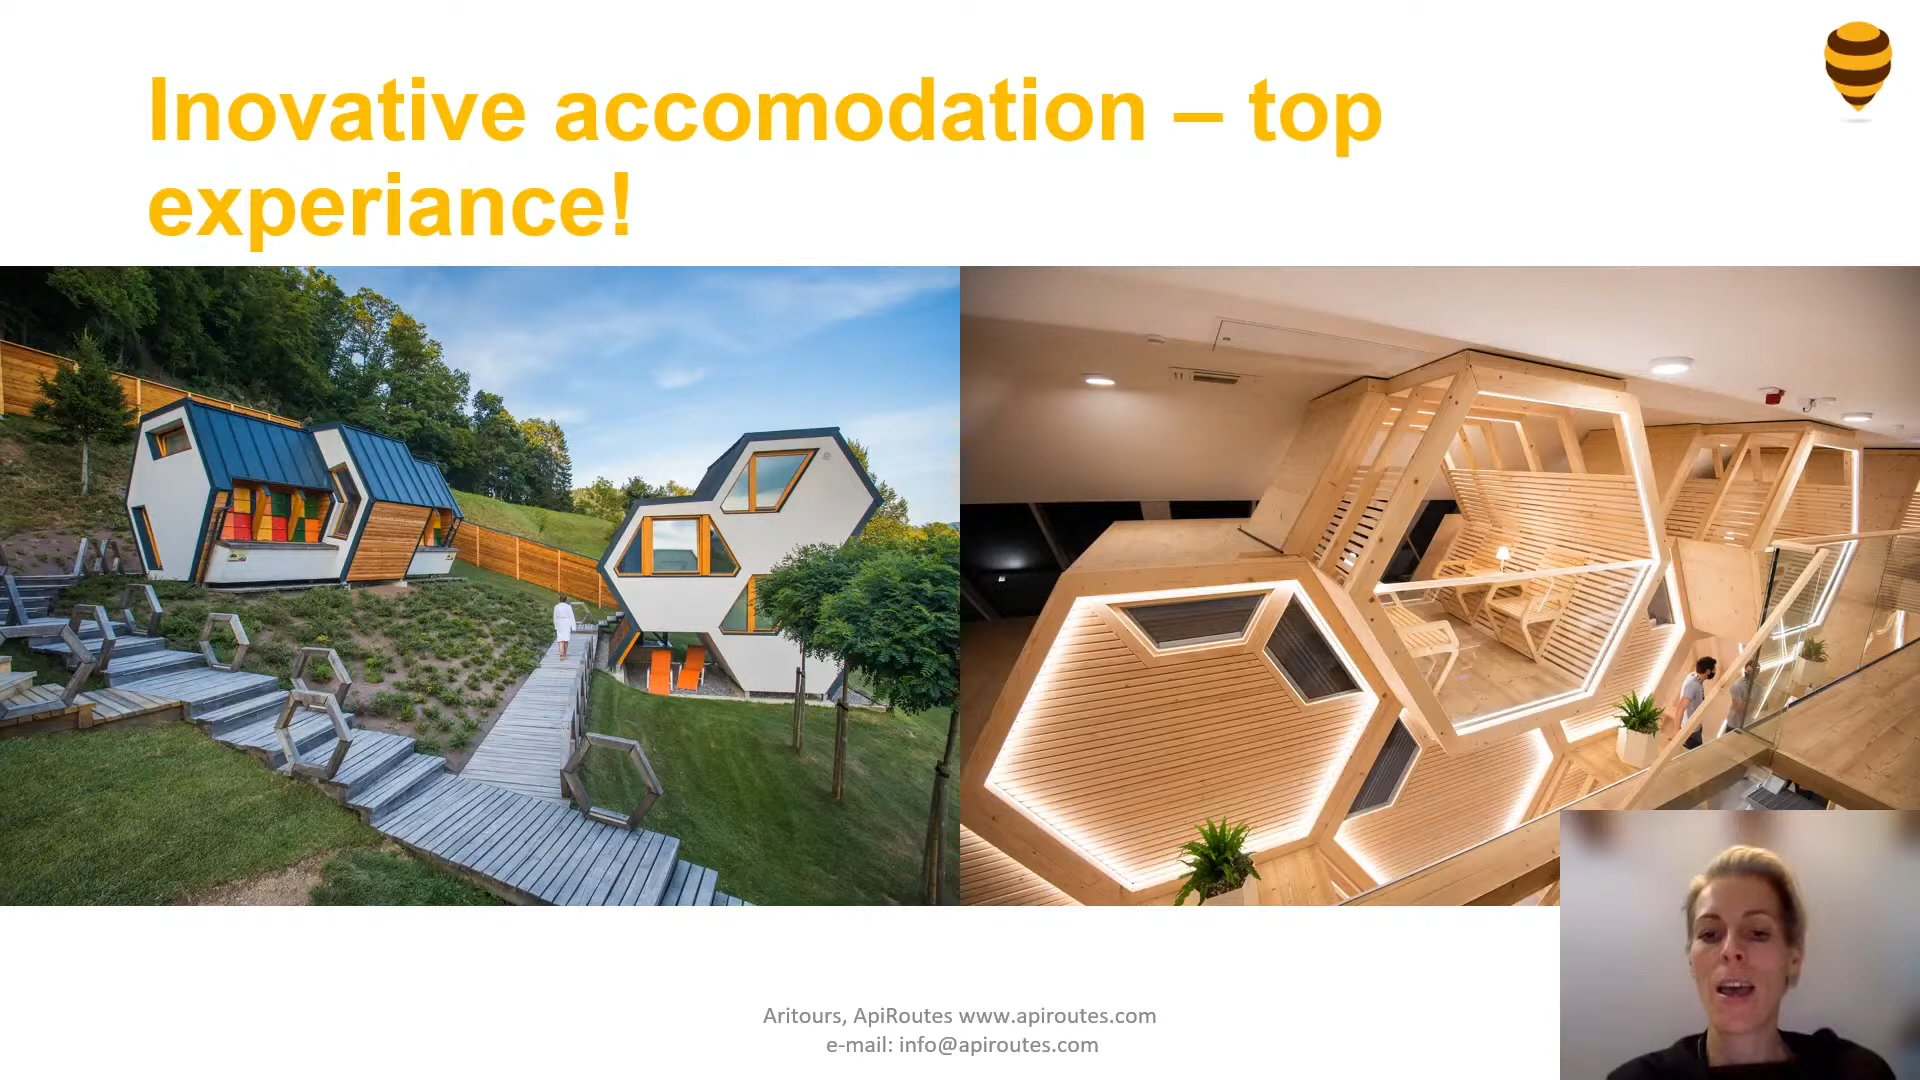 Inovative accomodation – top
experiance!
Aritours, ApiRoutes www.apiroutes.com
e-mail: info@apiroutes.com